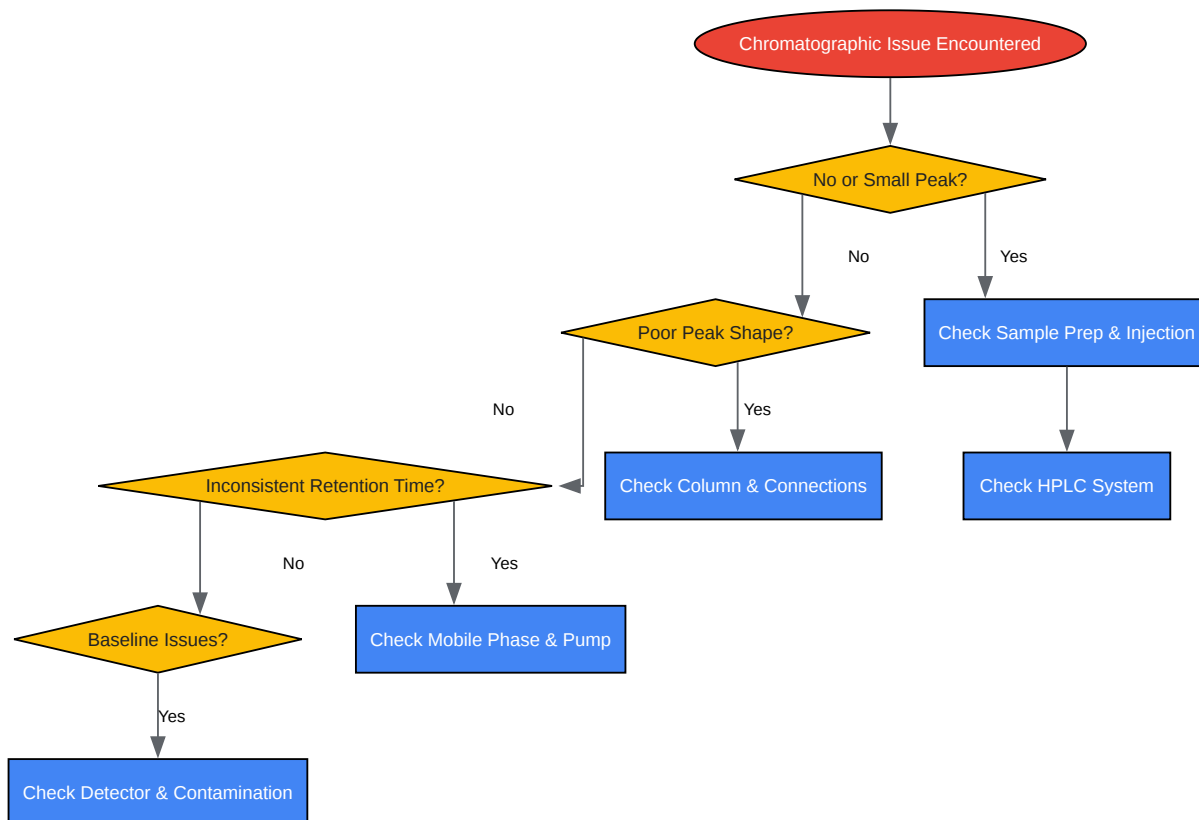 Chromatographic Issue Encountered
No or Small Peak?
No
Yes
Poor Peak Shape?
Check Sample Prep & Injection
No
Yes
Inconsistent Retention Time?
Check Column & Connections
Check HPLC System
No
Yes
Baseline Issues?
Check Mobile Phase & Pump
Yes
Check Detector & Contamination